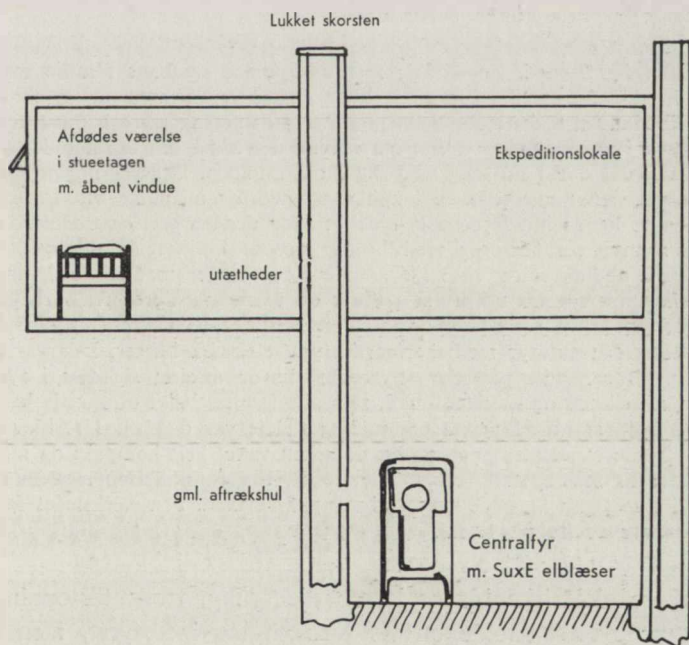 Lukket skorsten
Afdødes værelse
i stueetagen
m. åbent vindue
Ekspeditionslokale
utætheder
gml. aftrækshul
Centralfyr
m. SuxE elblæser